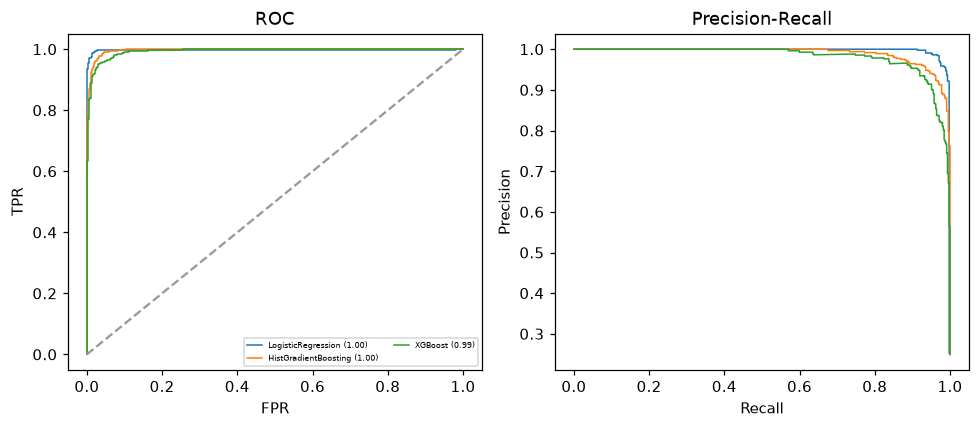 ROC
1.0
0.8
0.6
0.4
0.2
0.0
TPR
0.0 0.2 0.4 0.6 0.8 1.0
FPR
LogisticRegression (1.00)
HistGradientBoosting (1.00)
XGBoost (0.99)
Precision-Recall
1.0
0.9
0.8
0.7
0.6
0.5
0.4
0.3
Precision
0.0 0.2 0.4 0.6 0.8 1.0
Recall